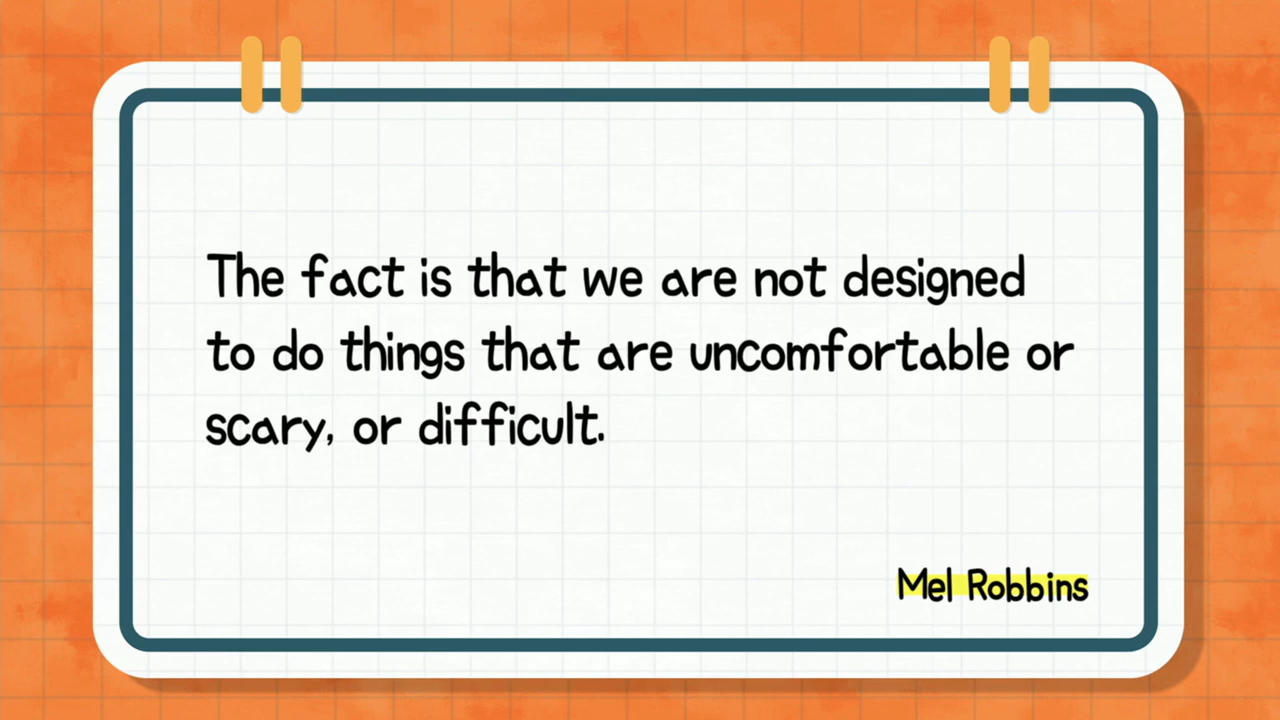 The fact is that we are not designed
to do things that are uncomfortable or
scary, or difficult.
Mel Robbins